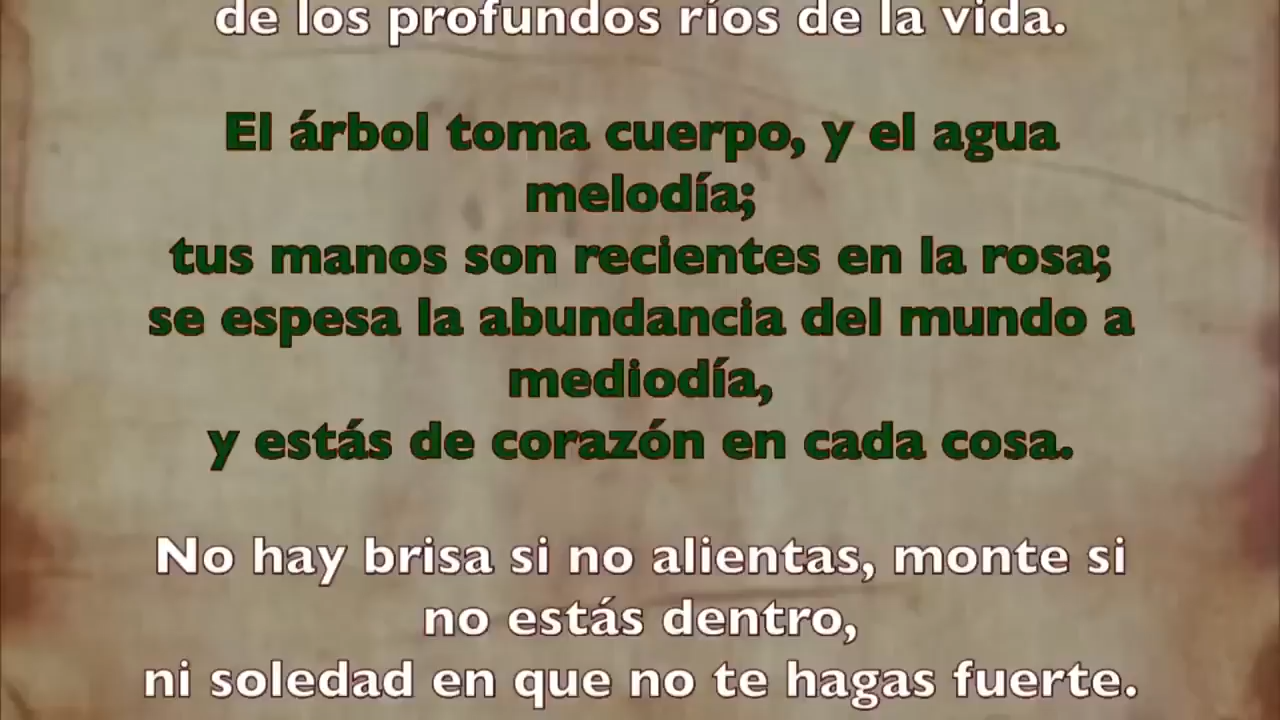 de los profundos ríos de la vida.
El árbol toma cuerpo, y el agua
melodía;
tus manos son recientes en la rosa;
se espesa la abundancia del mundo a
mediodía,
y estás de corazón en cada cosa.
No hay brisa si no alientas, monte si
no estás dentro,
ni soledad en que no te hagas fuerte.